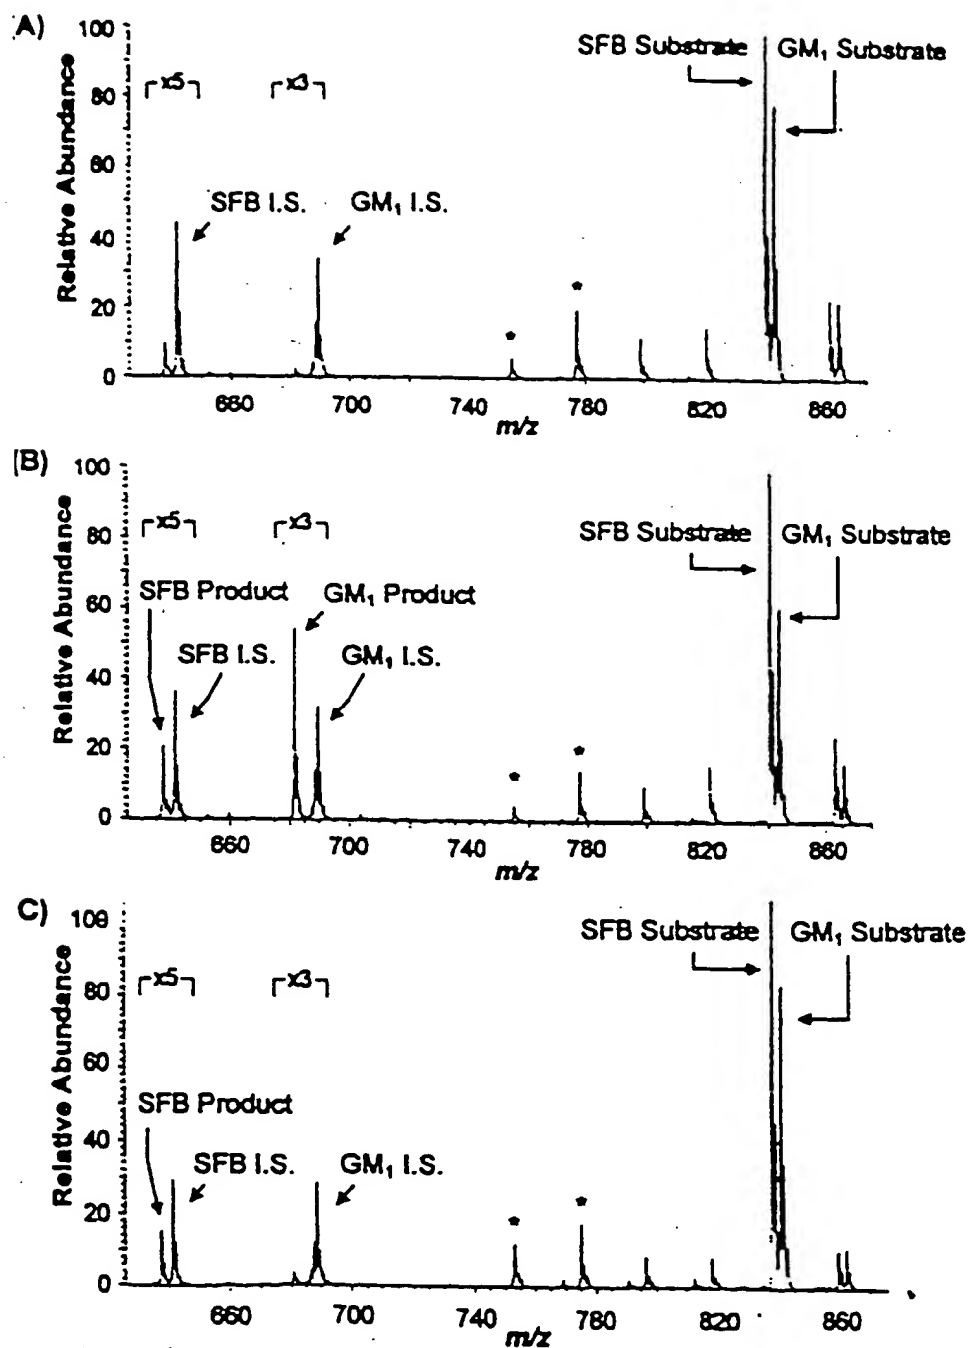 A)
100
80
60
40
20
0
Relative Abundance
x5
x3
SFB I.S.
GM₁ I.S.
*
*
SFB Substrate
GM₁ Substrate
660
700
740
780
820
860
m/z
(B)
100
80
60
40
20
0
Relative Abundance
x5
x3
SFB Product
SFB I.S.
GM₁ Product
GM₁ I.S.
*
*
SFB Substrate
GM₁ Substrate
660
700
740
780
820
860
m/z
C)
100
80
60
40
20
0
Relative Abundance
x5
x3
SFB Product
SFB I.S.
GM₁ I.S.
*
*
SFB Substrate
GM₁ Substrate
660
700
740
780
820
860
m/z